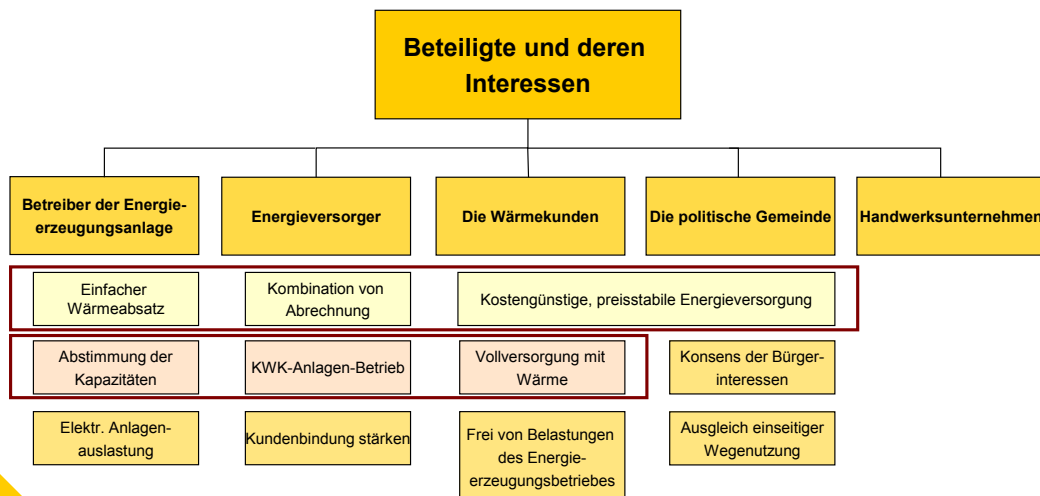 Beteiligte und deren
Interessen
Betreiber der Energie-
erzeugungsanlage
Energieversorger
Die Wärmekunden
Die politische Gemeinde
Handwerksunternehmen
Einfacher
Wärmeabsatz
Kombination von
Abrechnung
Kostengünstige, preisstabile Energieversorgung
Abstimmung der
Kapazitäten
KWK-Anlagen-Betrieb
Vollversorgung mit
Wärme
Konsens der Bürger-
interessen
Elektr. Anlagen-
auslastung
Kundenbindung stärken
Frei von Belastungen
des Energie-
erzeugungsbetriebes
Ausgleich einseitiger
Wegenutzung